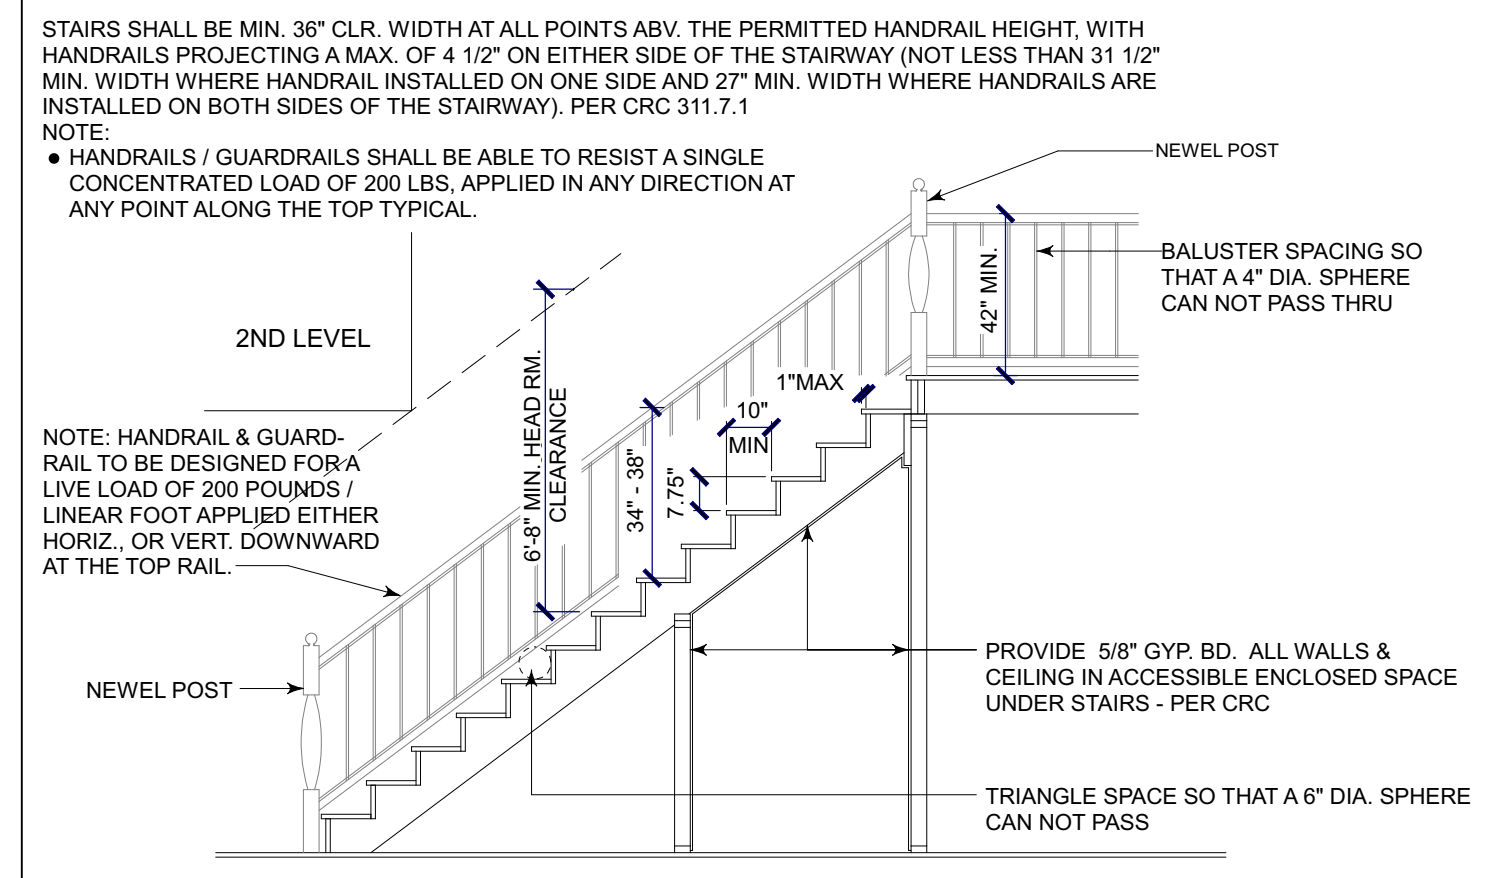 STAIRS SHALL BE MIN. 36" CLR. WIDTH AT ALL POINTS ABV. THE PERMITTED HANDRAIL HEIGHT, WITH
HANDRAILS PROJECTING A MAX. OF 4 1/2" ON EITHER SIDE OF THE STAIRWAY (NOT LESS THAN 31 1/2"
MIN. WIDTH WHERE HANDRAIL INSTALLED ON ONE SIDE AND 27" MIN. WIDTH WHERE HANDRAILS ARE
INSTALLED ON BOTH SIDES OF THE STAIRWAY). PER CRC 311.7.1
NOTE:
● HANDRAILS / GUARDRAILS SHALL BE ABLE TO RESIST A SINGLE
CONCENTRATED LOAD OF 200 LBS, APPLIED IN ANY DIRECTION AT
ANY POINT ALONG THE TOP TYPICAL.
NEWEL POST
BALUSTER SPACING SO
THAT A 4" DIA. SPHERE
CAN NOT PASS THRU
42" MIN.
2ND LEVEL
6'-8" MIN. HEAD RM.
CLEARANCE
1"MAX
10"
MIN
34" - 38"
7.75"
NOTE: HANDRAIL & GUARD-
RAIL TO BE DESIGNED FOR A
LIVE LOAD OF 200 POUNDS /
LINEAR FOOT APPLIED EITHER
HORIZ., OR VERT. DOWNWARD
AT THE TOP RAIL.
NEWEL POST
PROVIDE 5/8" GYP. BD. ALL WALLS &
CEILING IN ACCESSIBLE ENCLOSED SPACE
UNDER STAIRS - PER CRC
TRIANGLE SPACE SO THAT A 6" DIA. SPHERE
CAN NOT PASS